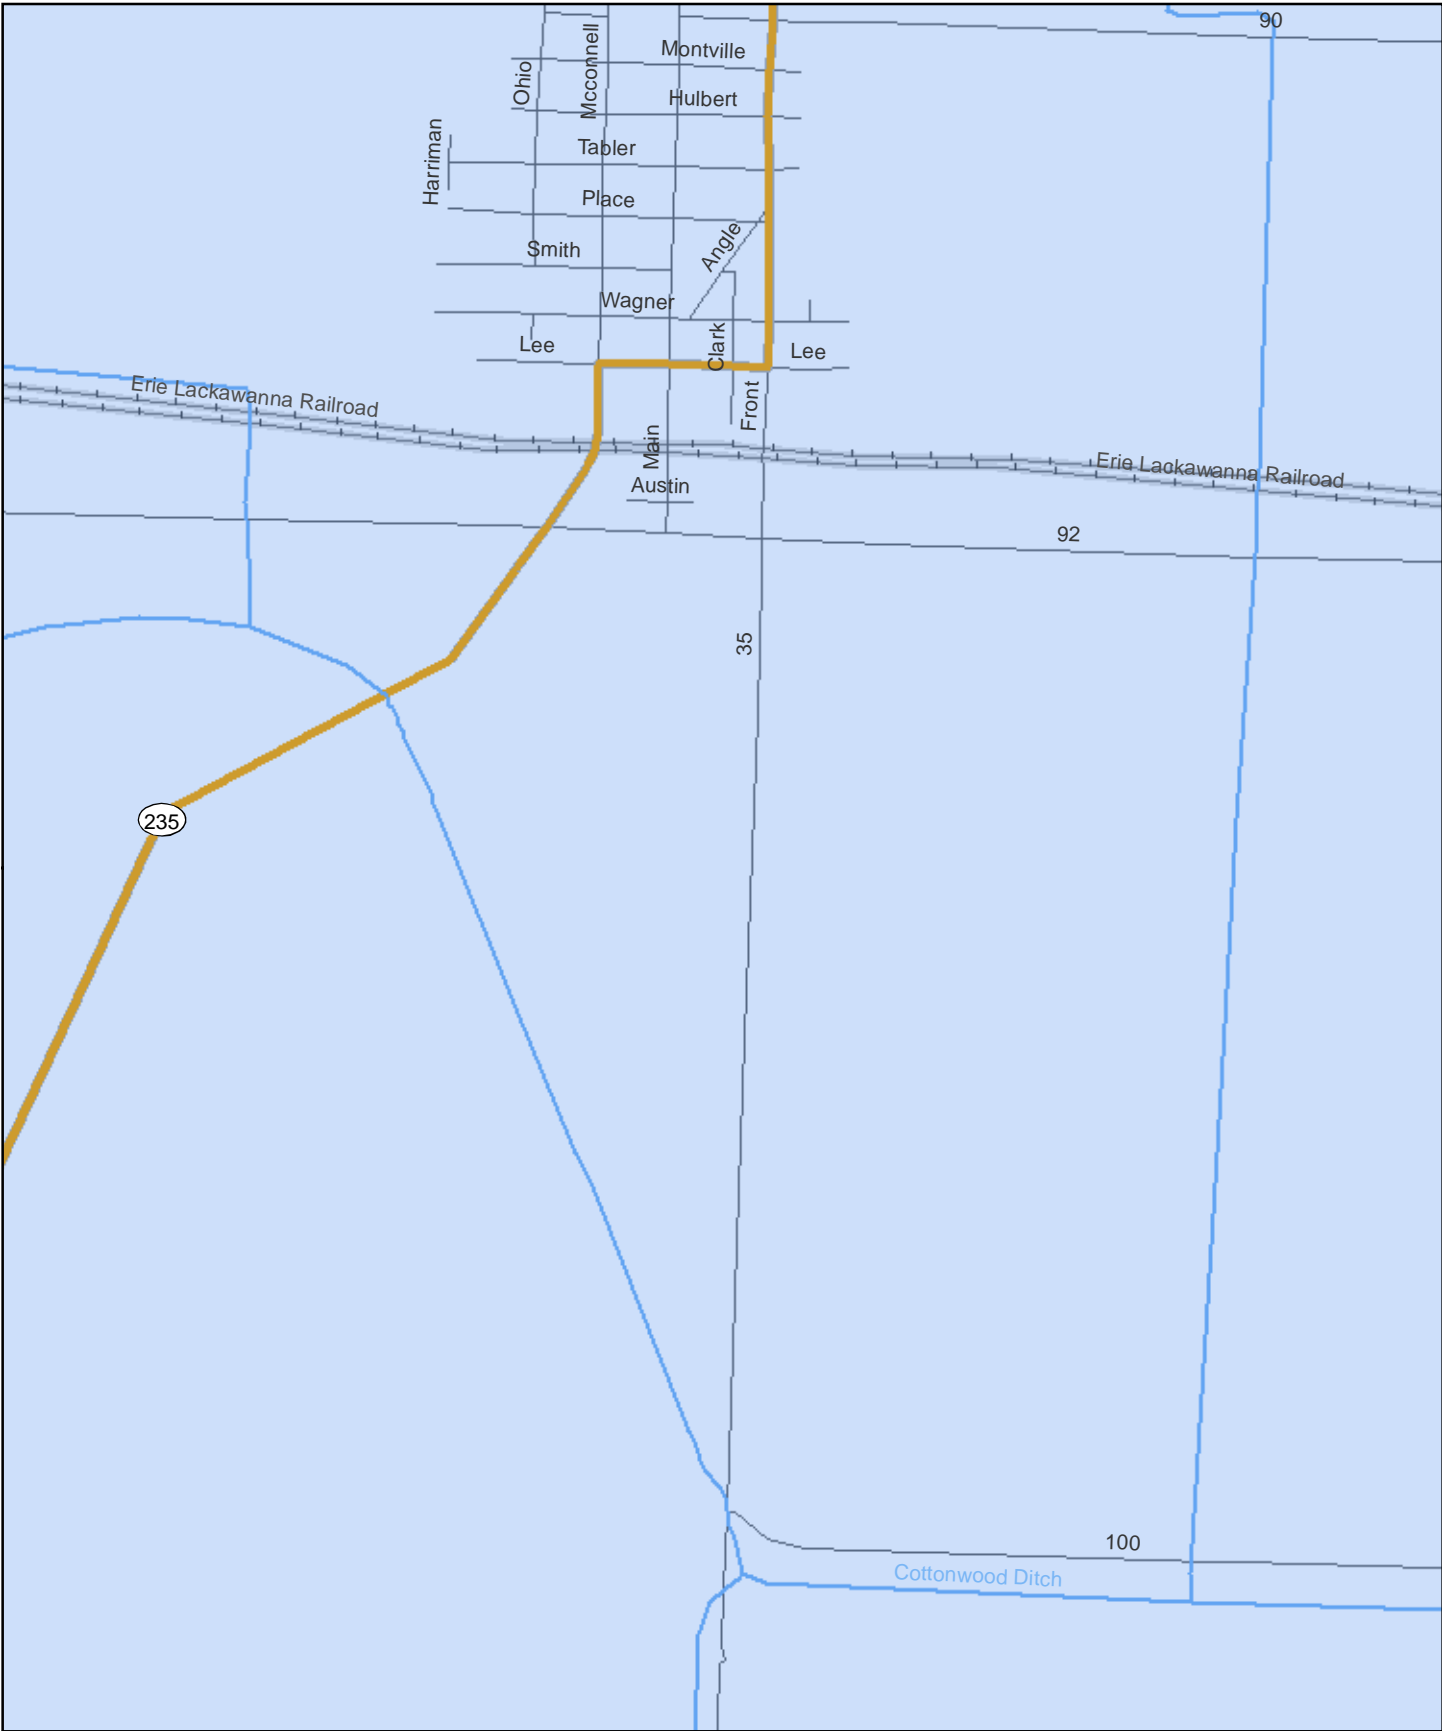 90
Montville
Mcconnell
Ohio
Hulbert
Harriman
Tabler
Place
Angle
Smith
Wagner
Clark
Lee
Lee
Erie Lackawanna Railroad
Front
Main
Erie Lackawanna Railroad
Austin
92
35
235
100
Cottonwood Ditch